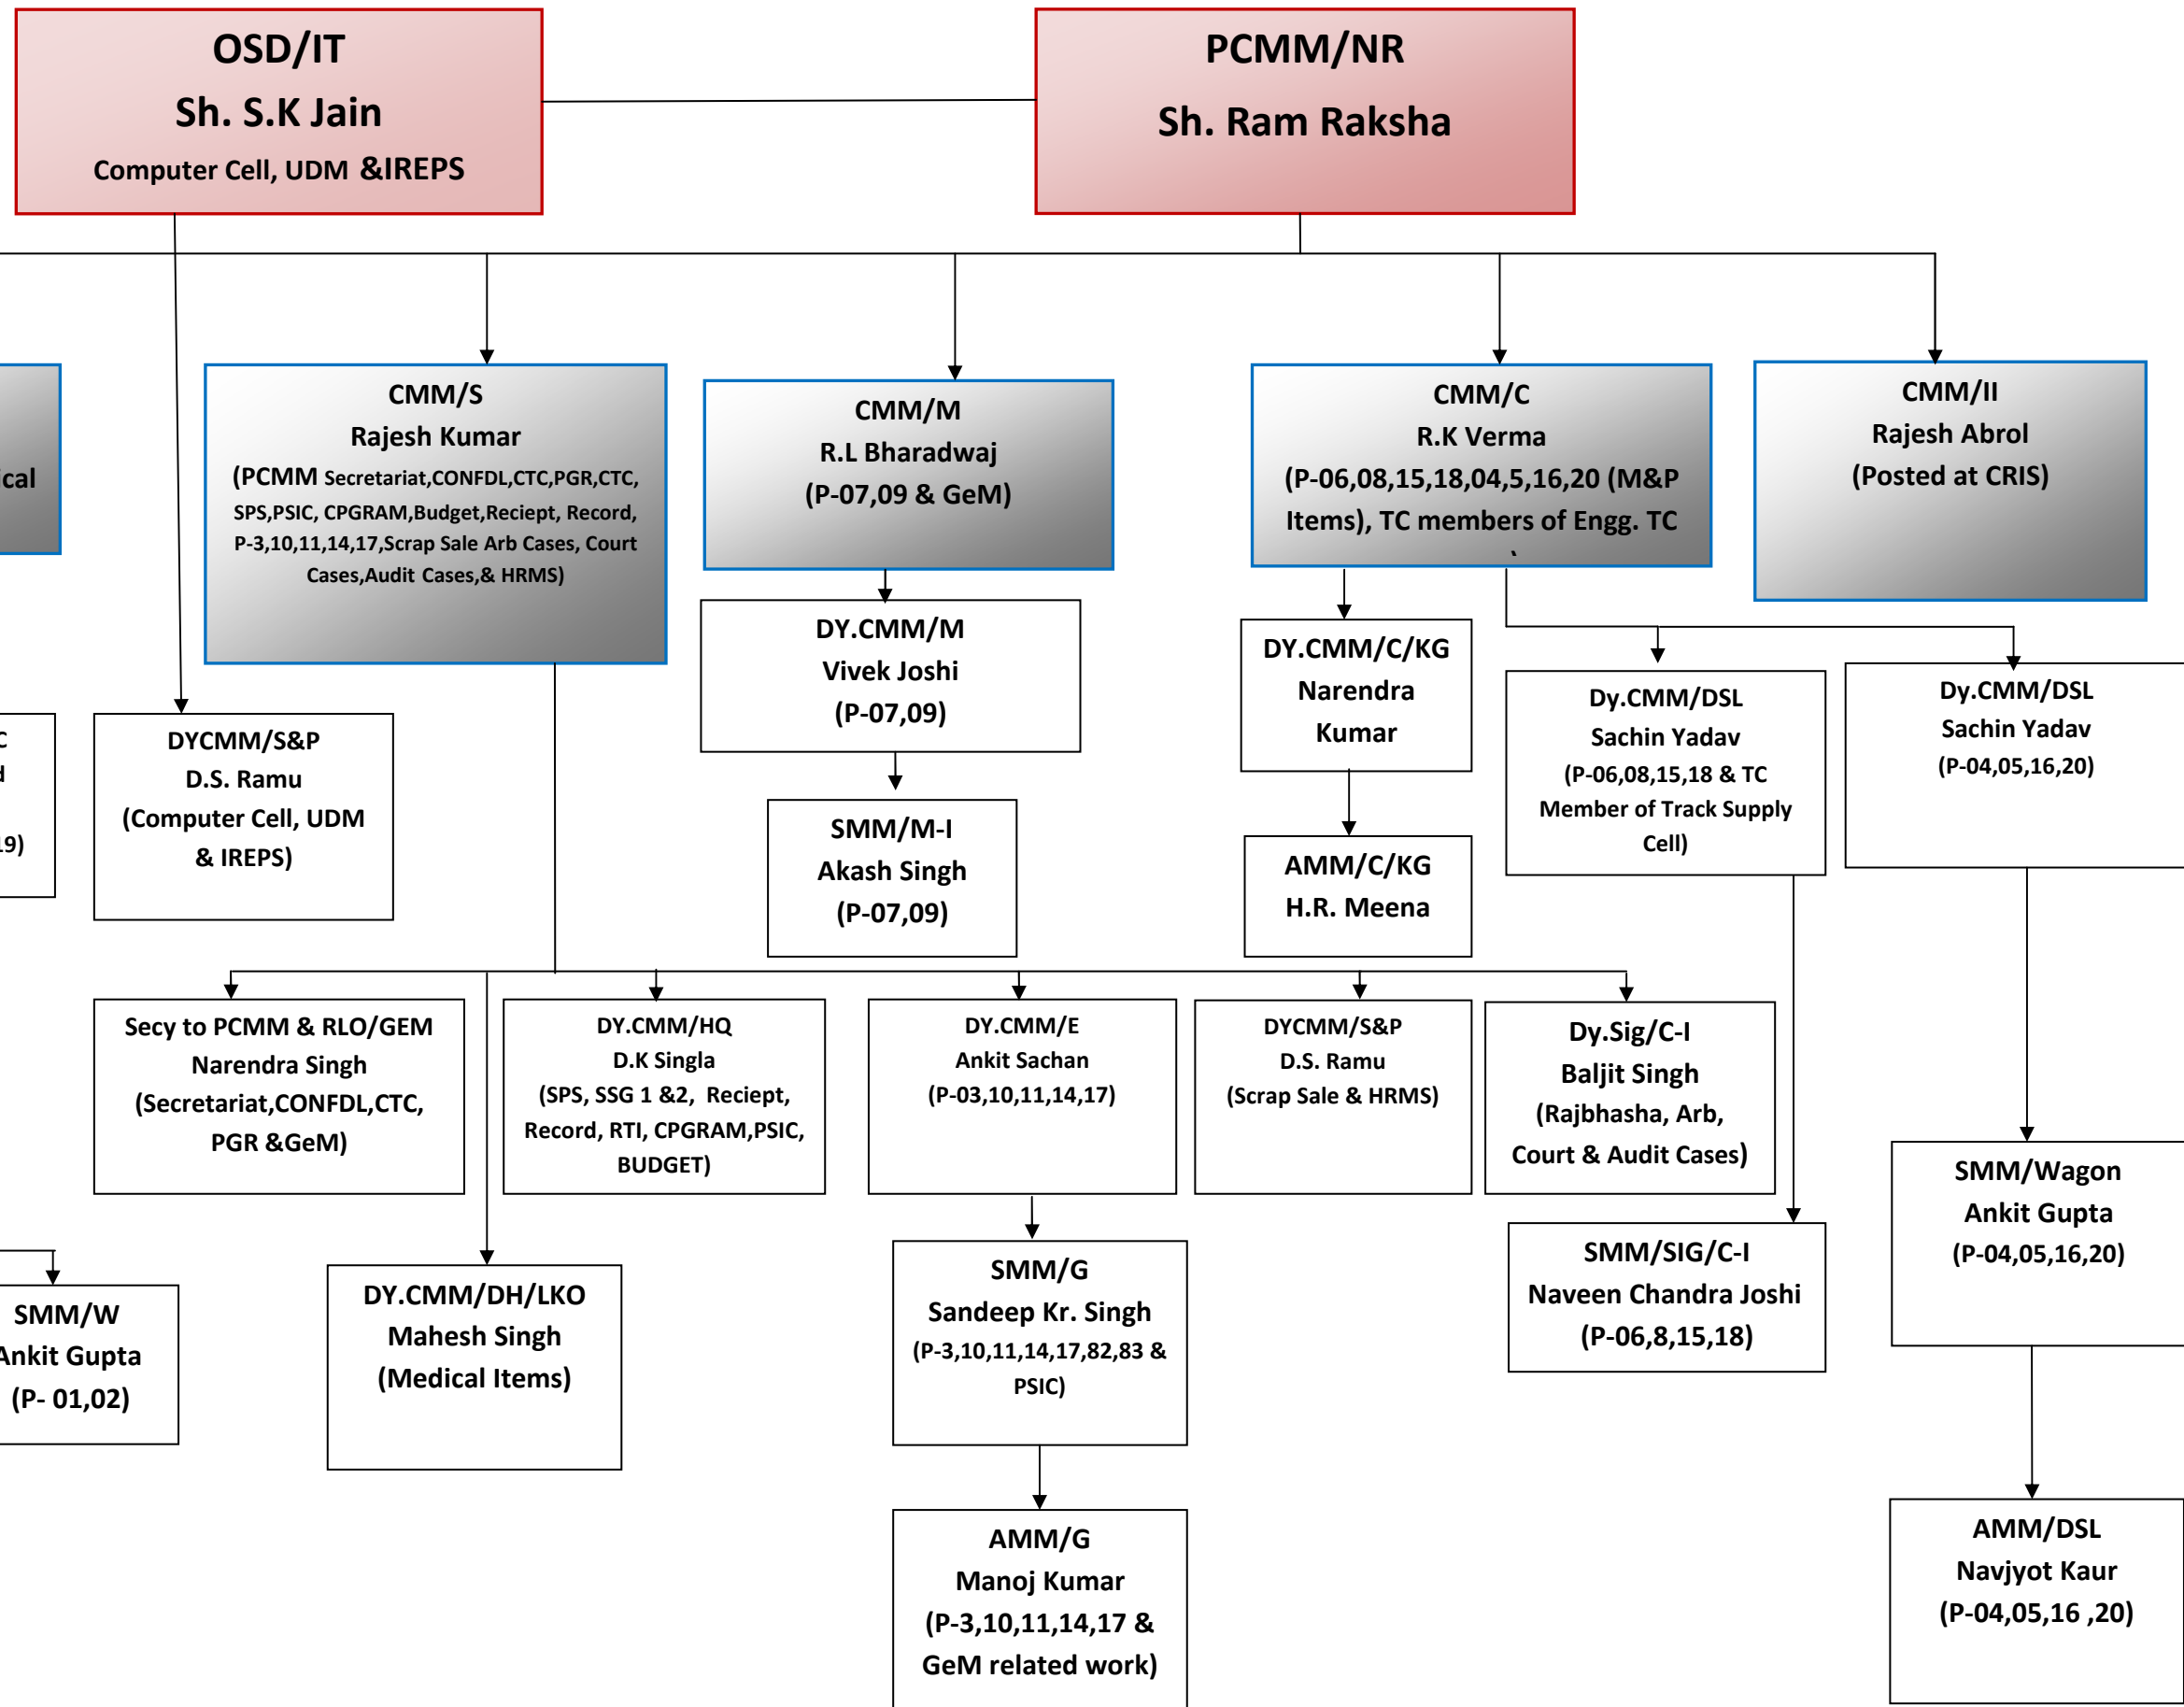 OSD/IT
Sh. S.K Jain
Computer Cell, UDM &IREPS
PCMM/NR
Sh. Ram Raksha
ical
CMM/S
Rajesh Kumar
(PCMM Secretariat,CONFDL,CTC,PGR,CTC,
SPS,PSIC, CPGRAM,Budget,Reciept, Record,
P-3,10,11,14,17,Scrap Sale Arb Cases, Court
Cases,Audit Cases,& HRMS)
CMM/M
R.L Bharadwaj
(P-07,09 & GeM)
CMM/C
R.K Verma
(P-06,08,15,18,04,5,16,20 (M&P
Items), TC members of Engg. TC
CMM/II
Rajesh Abrol
(Posted at CRIS)
DY.CMM/M
Vivek Joshi
(P-07,09)
DY.CMM/C/KG
Narendra
Kumar
Dy.CMM/DSL
Sachin Yadav
(P-06,08,15,18 & TC
Member of Track Supply
Cell)
Dy.CMM/DSL
Sachin Yadav
(P-04,05,16,20)
C
d
19)
DYCMM/S&P
D.S. Ramu
(Computer Cell, UDM
& IREPS)
SMM/M-I
Akash Singh
(P-07,09)
AMM/C/KG
H.R. Meena
Secy to PCMM & RLO/GEM
Narendra Singh
(Secretariat,CONFDL,CTC,
PGR &GeM)
DY.CMM/HQ
D.K Singla
(SPS, SSG 1 &2, Reciept,
Record, RTI, CPGRAM,PSIC,
BUDGET)
DY.CMM/E
Ankit Sachan
(P-03,10,11,14,17)
DYCMM/S&P
D.S. Ramu
(Scrap Sale & HRMS)
Dy.Sig/C-I
Baljit Singh
(Rajbhasha, Arb,
Court & Audit Cases)
SMM/Wagon
Ankit Gupta
(P-04,05,16,20)
SMM/W
Ankit Gupta
(P- 01,02)
DY.CMM/DH/LKO
Mahesh Singh
(Medical Items)
SMM/G
Sandeep Kr. Singh
(P-3,10,11,14,17,82,83 &
PSIC)
SMM/SIG/C-I
Naveen Chandra Joshi
(P-06,8,15,18)
AMM/G
Manoj Kumar
(P-3,10,11,14,17 &
GeM related work)
AMM/DSL
Navjyot Kaur
(P-04,05,16 ,20)